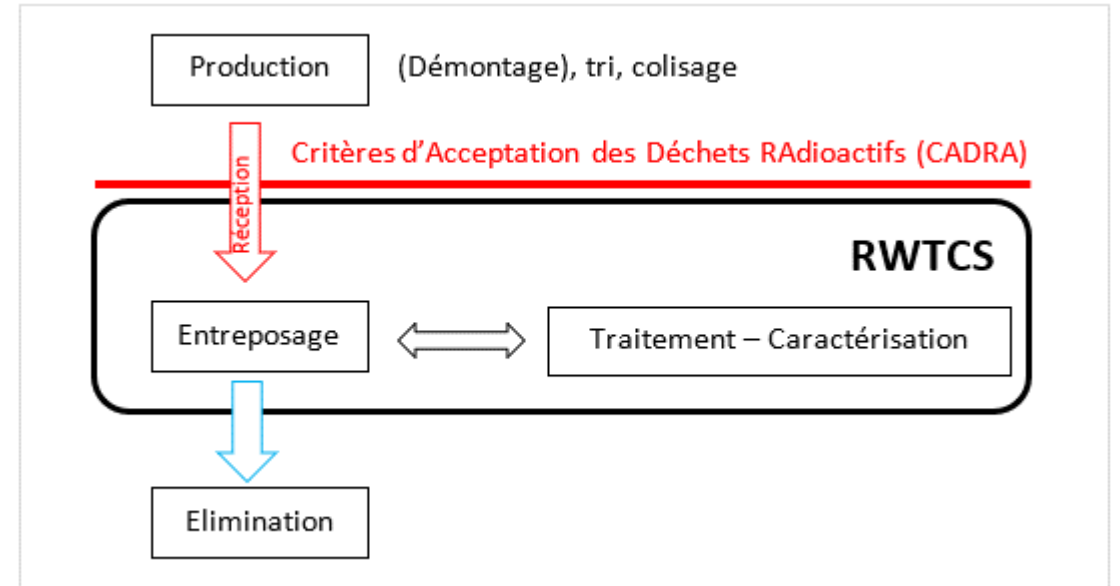 Production
(Démontage), tri, colisage
Critères d'Acceptation des Déchets RAdioactifs (CADRA)
Réception
RWTCS
Entreposage
Traitement – Caractérisation
Elimination